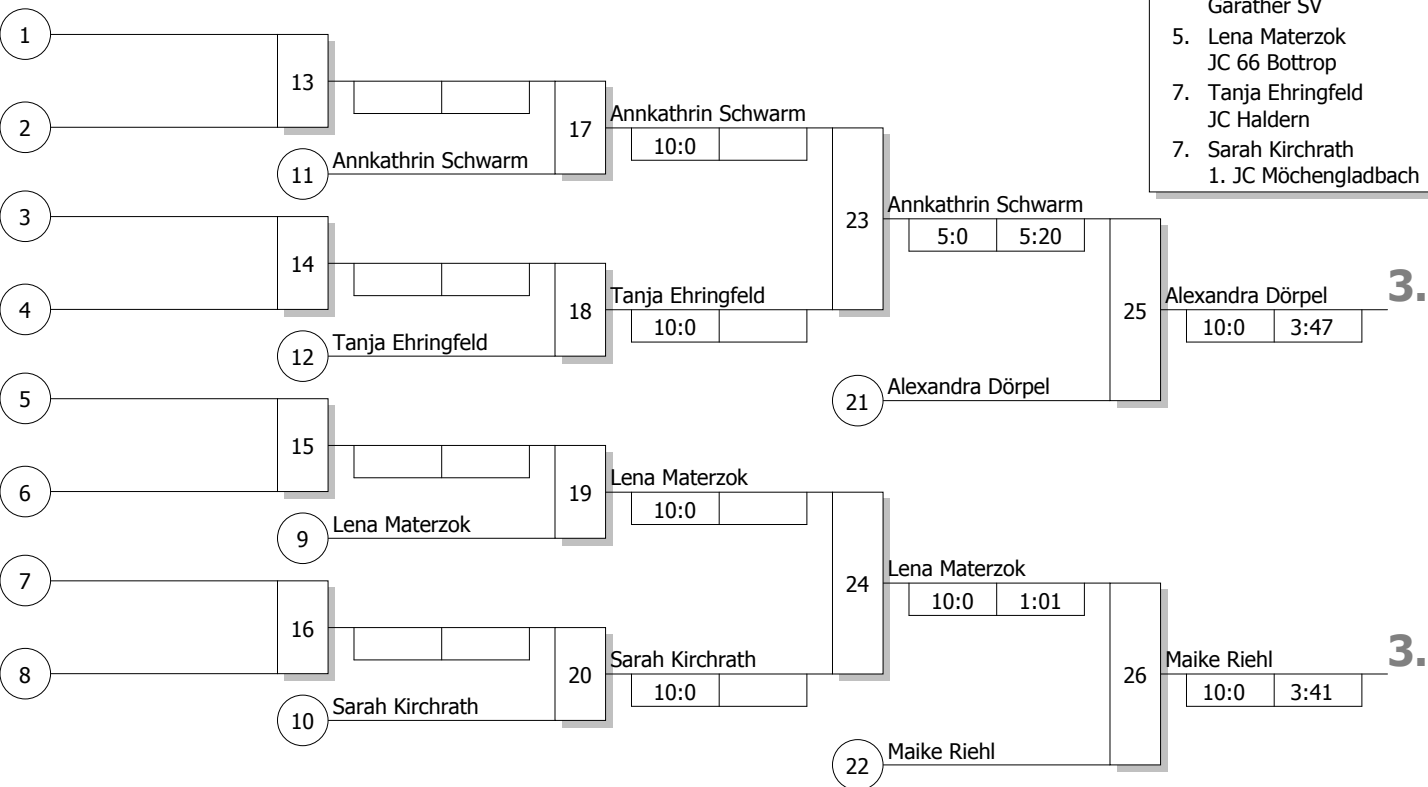 Garather SV
5. Lena Materzok
JC 66 Bottrop
7. Tanja Ehringfeld
JC Haldern
7. Sarah Kirchrath
1. JC Möchengladbach
1
13
2
17
Annkathrin Schwarm
10:0
11
Annkathrin Schwarm
3
23
Annkathrin Schwarm
5:0 5:20
14
4
18
Tanja Ehringfeld
10:0
12
Tanja Ehringfeld
25
Alexandra Dörpel
3.
10:0 3:47
5
21
Alexandra Dörpel
15
6
19
Lena Materzok
10:0
9
Lena Materzok
7
24
Lena Materzok
10:0 1:01
16
8
20
Sarah Kirchrath
10:0
10
Sarah Kirchrath
26
Maike Riehl
3.
10:0 3:41
22
Maike Riehl